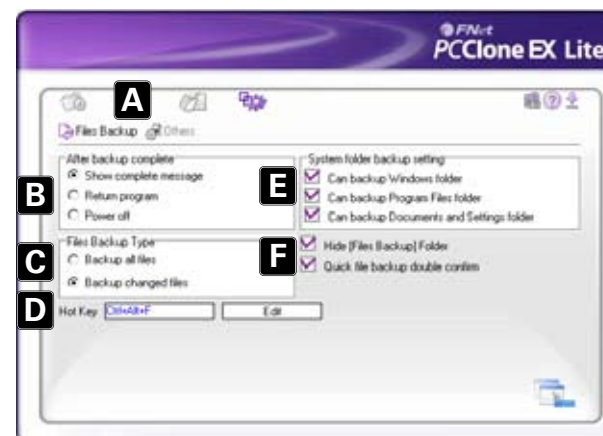 FNet
PCClone EX Lite
A
Files Backup Others
After backup complete
Show complete message
B
Return program
Power off
System folder backup setting
E
Can backup Windows folder
Can backup Program Files folder
Can backup Documents and Settings folder
Files Backup Type
C
Backup all files
Backup changed files
F
Hide [Files Backup] Folder
Quick file backup double confirm
D
Hot Key Ctrl+Alt+F Edit